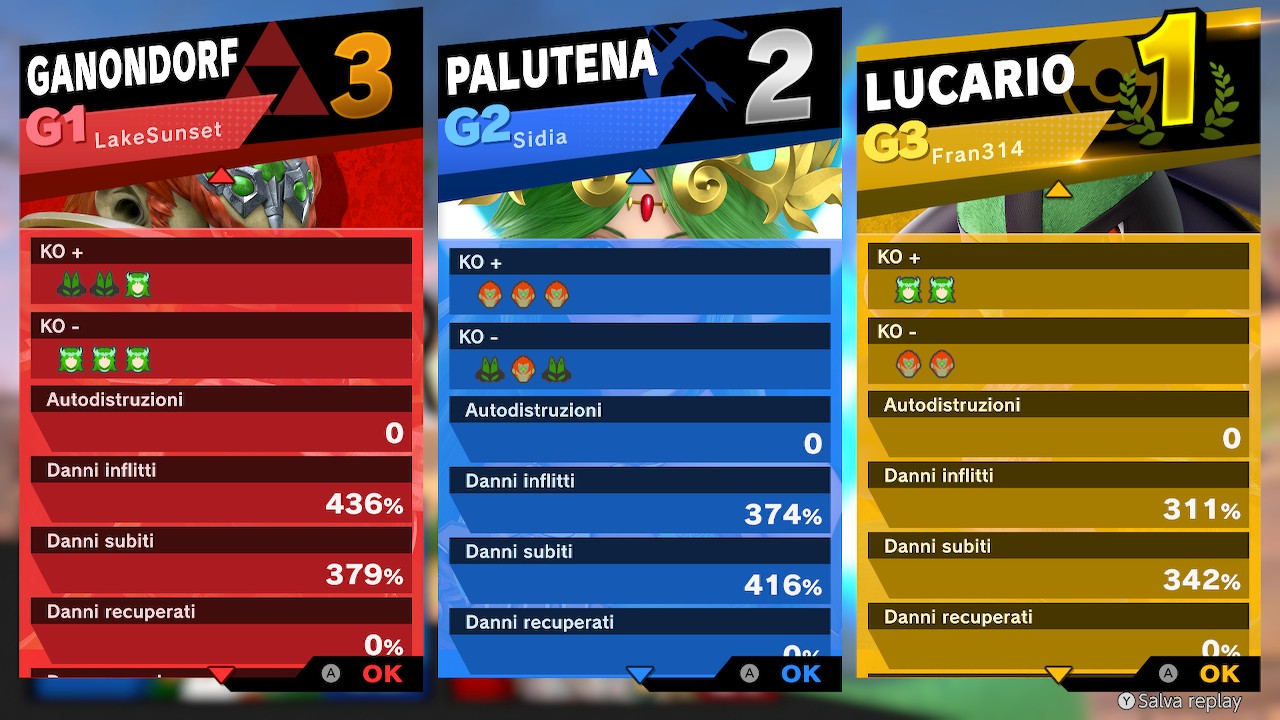 GANONDORF 3
G1 LakeSunset
KO +
KO -
Autodistruzioni
0
Danni inflitti
436%
Danni subiti
379%
Danni recuperati
0%
A OK
PALUTENA 2
G2 Sidia
KO +
KO -
Autodistruzioni
0
Danni inflitti
374%
Danni subiti
416%
Danni recuperati
0%
A OK
LUCARIO 1
G3 Fran314
KO +
KO -
Autodistruzioni
0
Danni inflitti
311%
Danni subiti
342%
Danni recuperati
0%
A OK
Y Salva replay